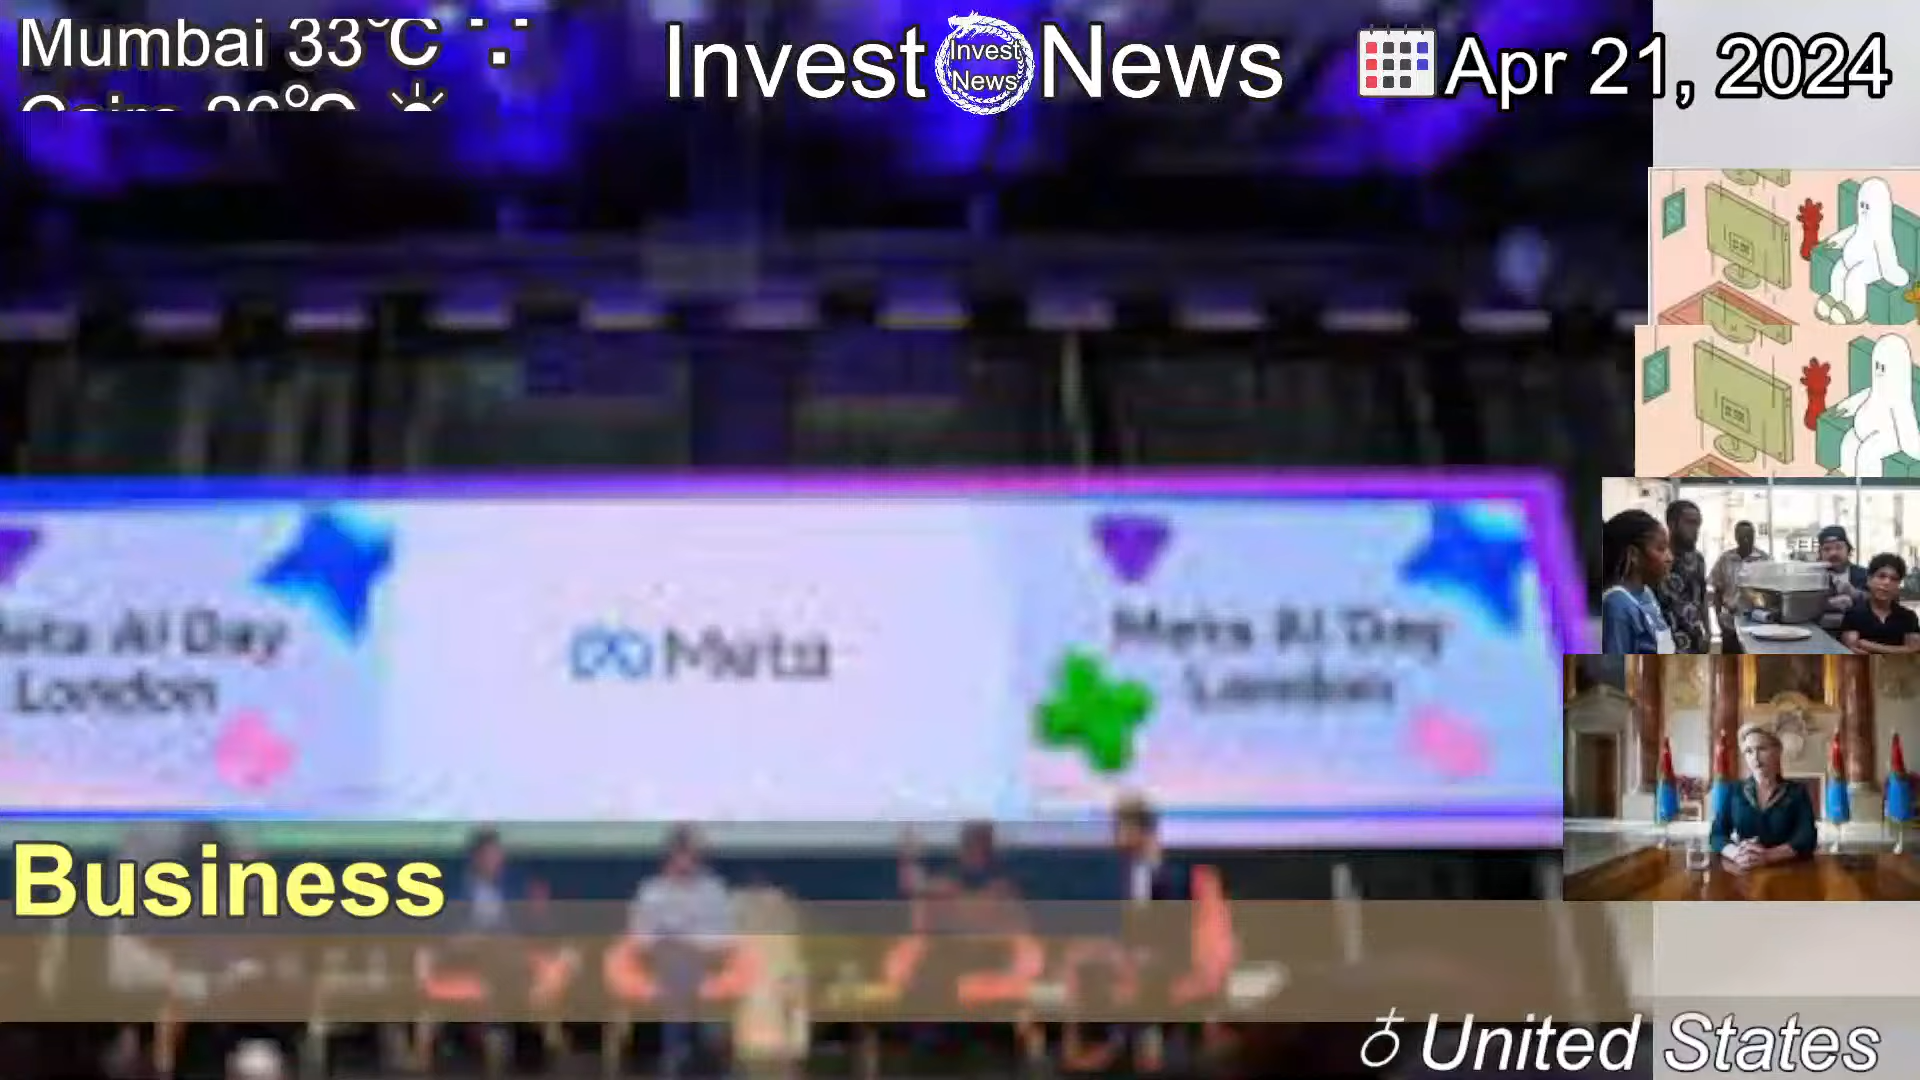 Mumbai 33°C
Invest Invest News News
Apr 21, 2024
Meta AI Day
London
Meta
Meta AI Day
London
Business
United States